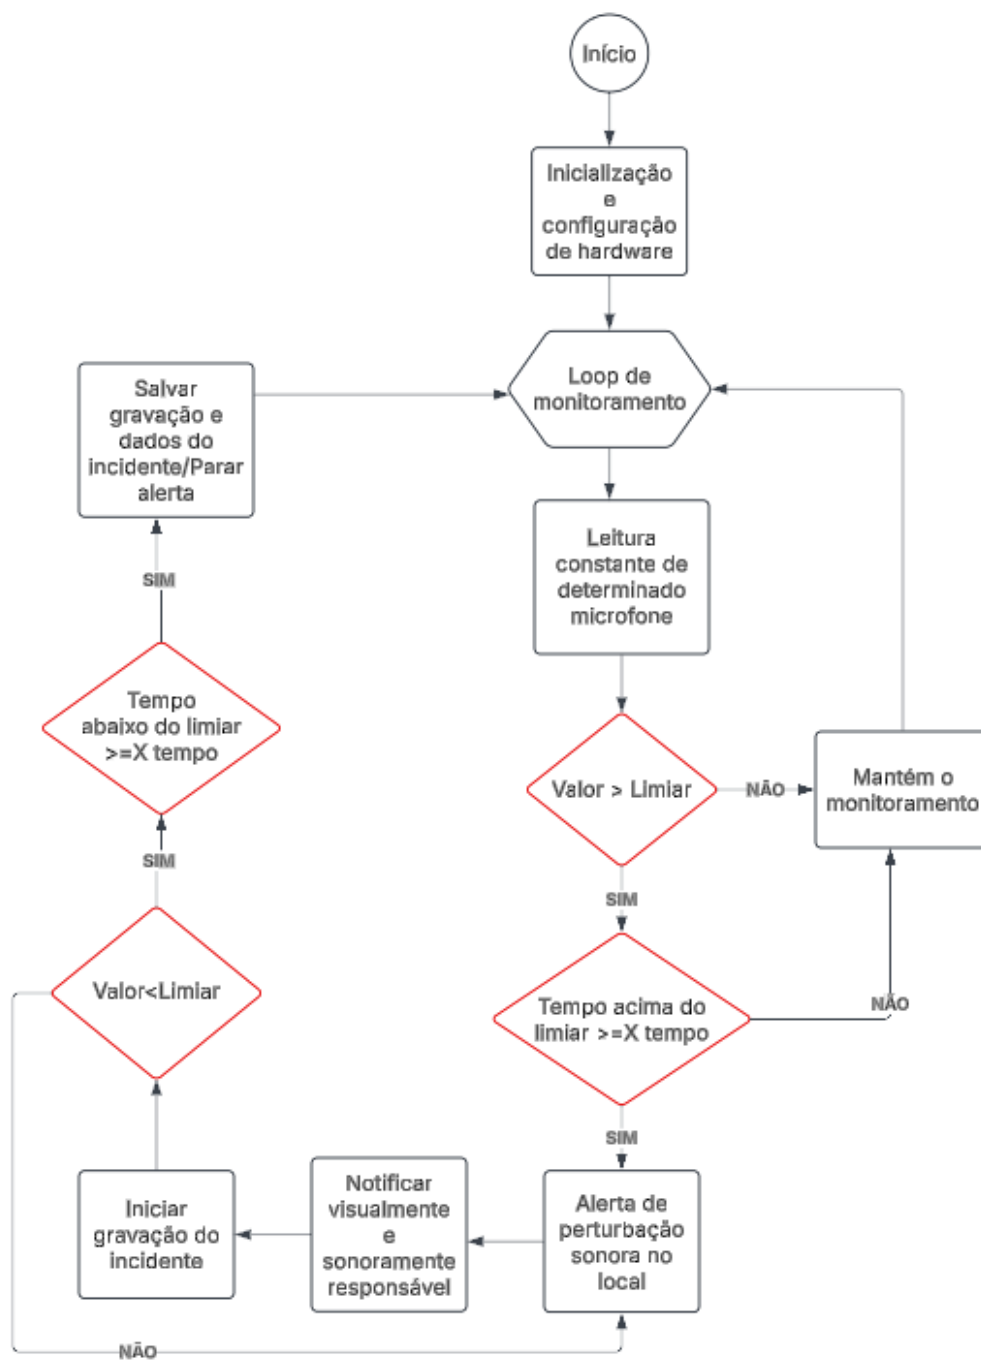 Início
Inicialização
e
configuração
de hardware
Loop de
monitoramento
Salvar
gravação e
dados do
incidente/Parar
alerta
Leitura
constante de
determinado
microfone
SIM
Tempo
abaixo do limiar
>=X tempo
Valor > Limiar
NÃO
Mantém o
monitoramento
SIM
SIM
Valor<Limiar
Tempo acima do
limiar >=X tempo
NÃO
SIM
Iniciar
gravação do
incidente
Notificar
visualmente
e
sonoramente
responsável
Alerta de
perturbação
sonora no
local
NÃO